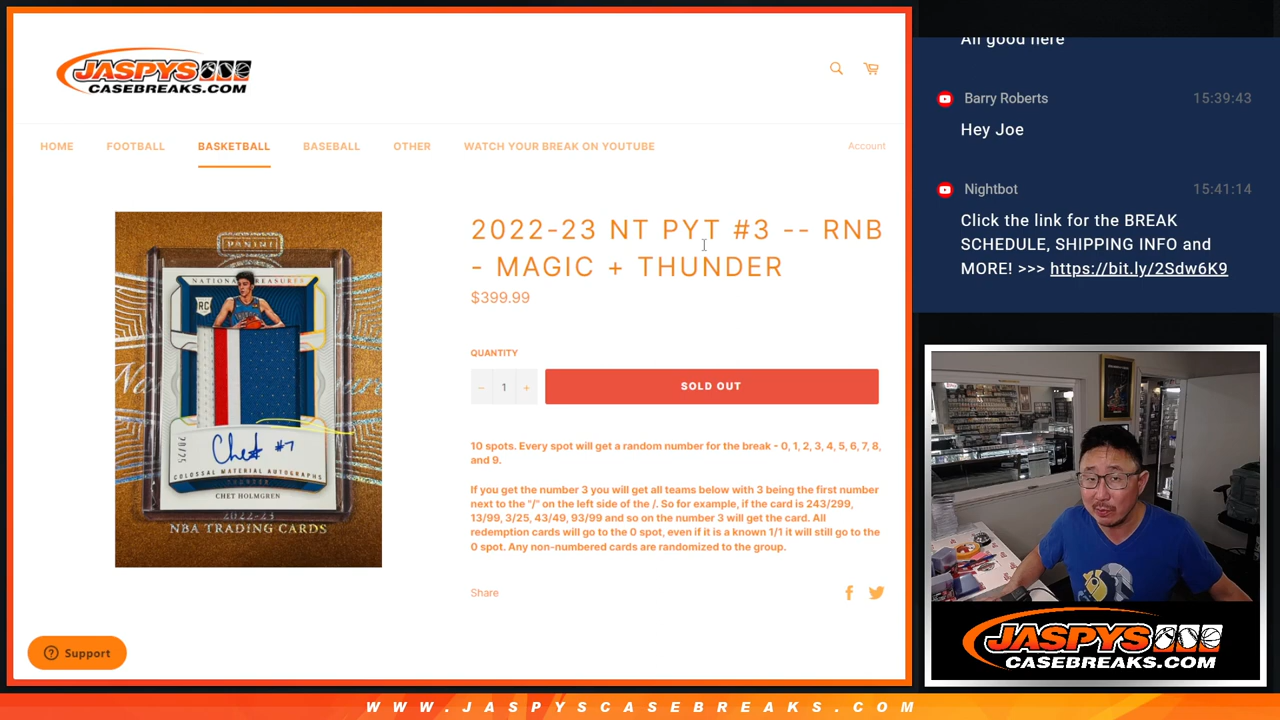 JASPYS
CASEBREAKS.COM
HOME
FOOTBALL
BASKETBALL
BASEBALL
OTHER
WATCH YOUR BREAK ON YOUTUBE
Account
PANINI
NATIONAL TREASURES
RC
20/25
Chet #7
COLOSSAL MATERIAL AUTOGRAPHS
THUNDER
CHET HOLMGREN
2022-23
NBA TRADING CARDS
2022-23 NT PYT #3 -- RNB
- MAGIC + THUNDER
$399.99
QUANTITY
− 1 +
SOLD OUT
10 spots. Every spot will get a random number for the break - 0, 1, 2, 3, 4, 5, 6, 7, 8,
and 9.
If you get the number 3 you will get all teams below with 3 being the first number
next to the "/" on the left side of the /. So for example, if the card is 243/299,
13/99, 3/25, 43/49, 93/99 and so on the number 3 will get the card. All
redemption cards will go to the 0 spot, even if it is a known 1/1 it will still go to the
0 spot. Any non-numbered cards are randomized to the group.
Share
Support
All good here
Barry Roberts
15:39:43
Hey Joe
Nightbot
15:41:14
Click the link for the BREAK
SCHEDULE, SHIPPING INFO and
MORE! >>> https://bit.ly/2Sdw6K9
JASPYS
CASEBREAKS.COM
WWW.JASPYSCASEBREAKS.COM